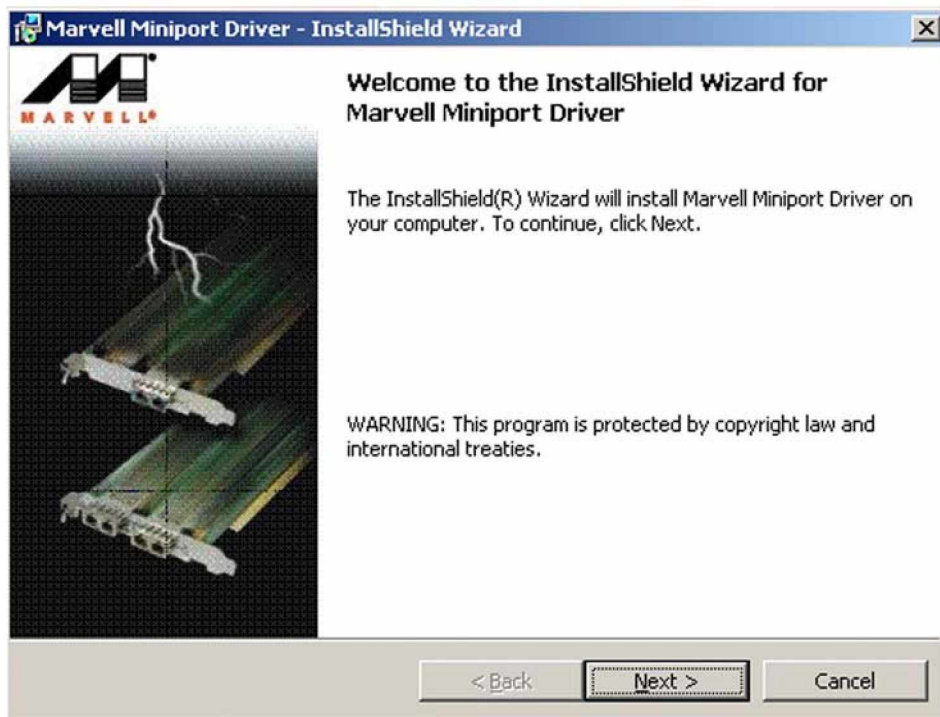 Marvell Miniport Driver - InstallShield Wizard
MARVELL®
Welcome to the InstallShield Wizard for
Marvell Miniport Driver
The InstallShield(R) Wizard will install Marvell Miniport Driver on
your computer. To continue, click Next.
WARNING: This program is protected by copyright law and
international treaties.
< Back
Next >
Cancel